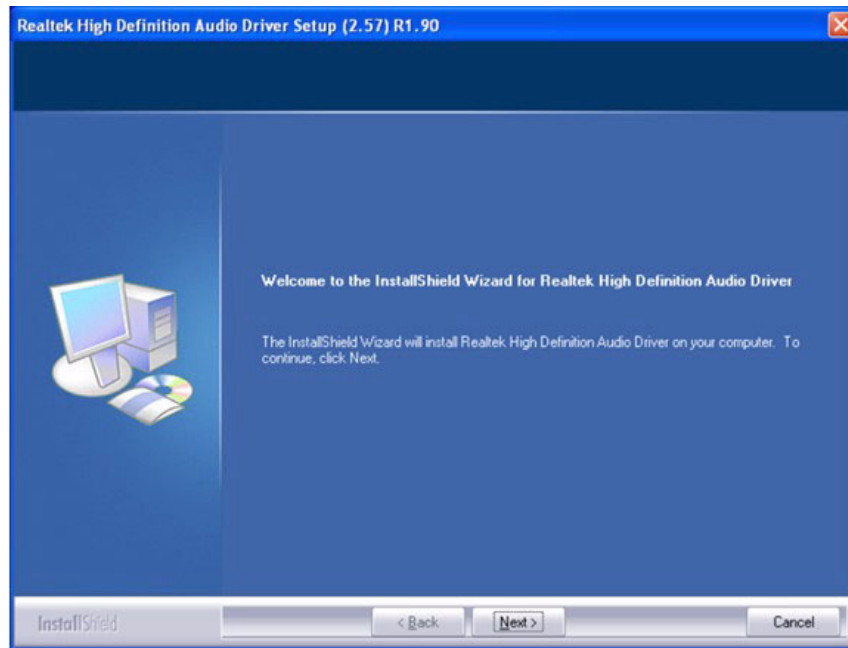 Realtek High Definition Audio Driver Setup (2.57) R1.90
Welcome to the InstallShield Wizard for Realtek High Definition Audio Driver
The InstallShield Wizard will install Realtek High Definition Audio Driver on your computer. To
continue, click Next.
InstallShield
< Back
Next >
Cancel